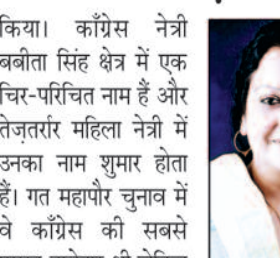 किया। काँग्रेस नेत्री
बबीता सिंह क्षेत्र में एक
चिर-परिचित नाम हैं और
तेज़तर्रार महिला नेत्री में
उनका नाम शुमार होता
हैं। गत महापौर चुनाव में
वे काँग्रेस की सबसे